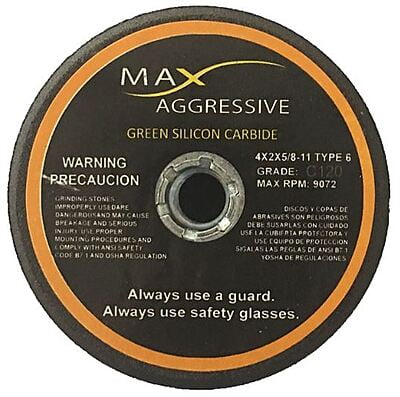 MAX
AGGRESSIVE
GREEN SILICON CARBIDE
WARNING
PRECAUCION
GRINDING STONES
IMPROPERLY USED ARE
DANGEROUS AND MAY CAUSE
BREAKAGE AND SERIOUS
INJURY. USE PROPER
MOUNTING PROCEDURES AND
COMPLY WITH ANSI SAFETY
CODE B7.1 AND OSHA REGULATION
4X2X5/8-11 TYPE 6
GRADE: C120
MAX RPM: 9072
DISCOS Y COPAS DE
ABRASIVOS SON PELIGROSOS
DEBE SUSARLAS CON CUIDADO
USE LA CUBIERTA PROTECTORA Y
USE EQUIPO DE PROTECCION
SIGALAS LAS REGLAS DE ANSI B7.1
YOSHA DE REGULACIONES
Always use a guard.
Always use safety glasses.